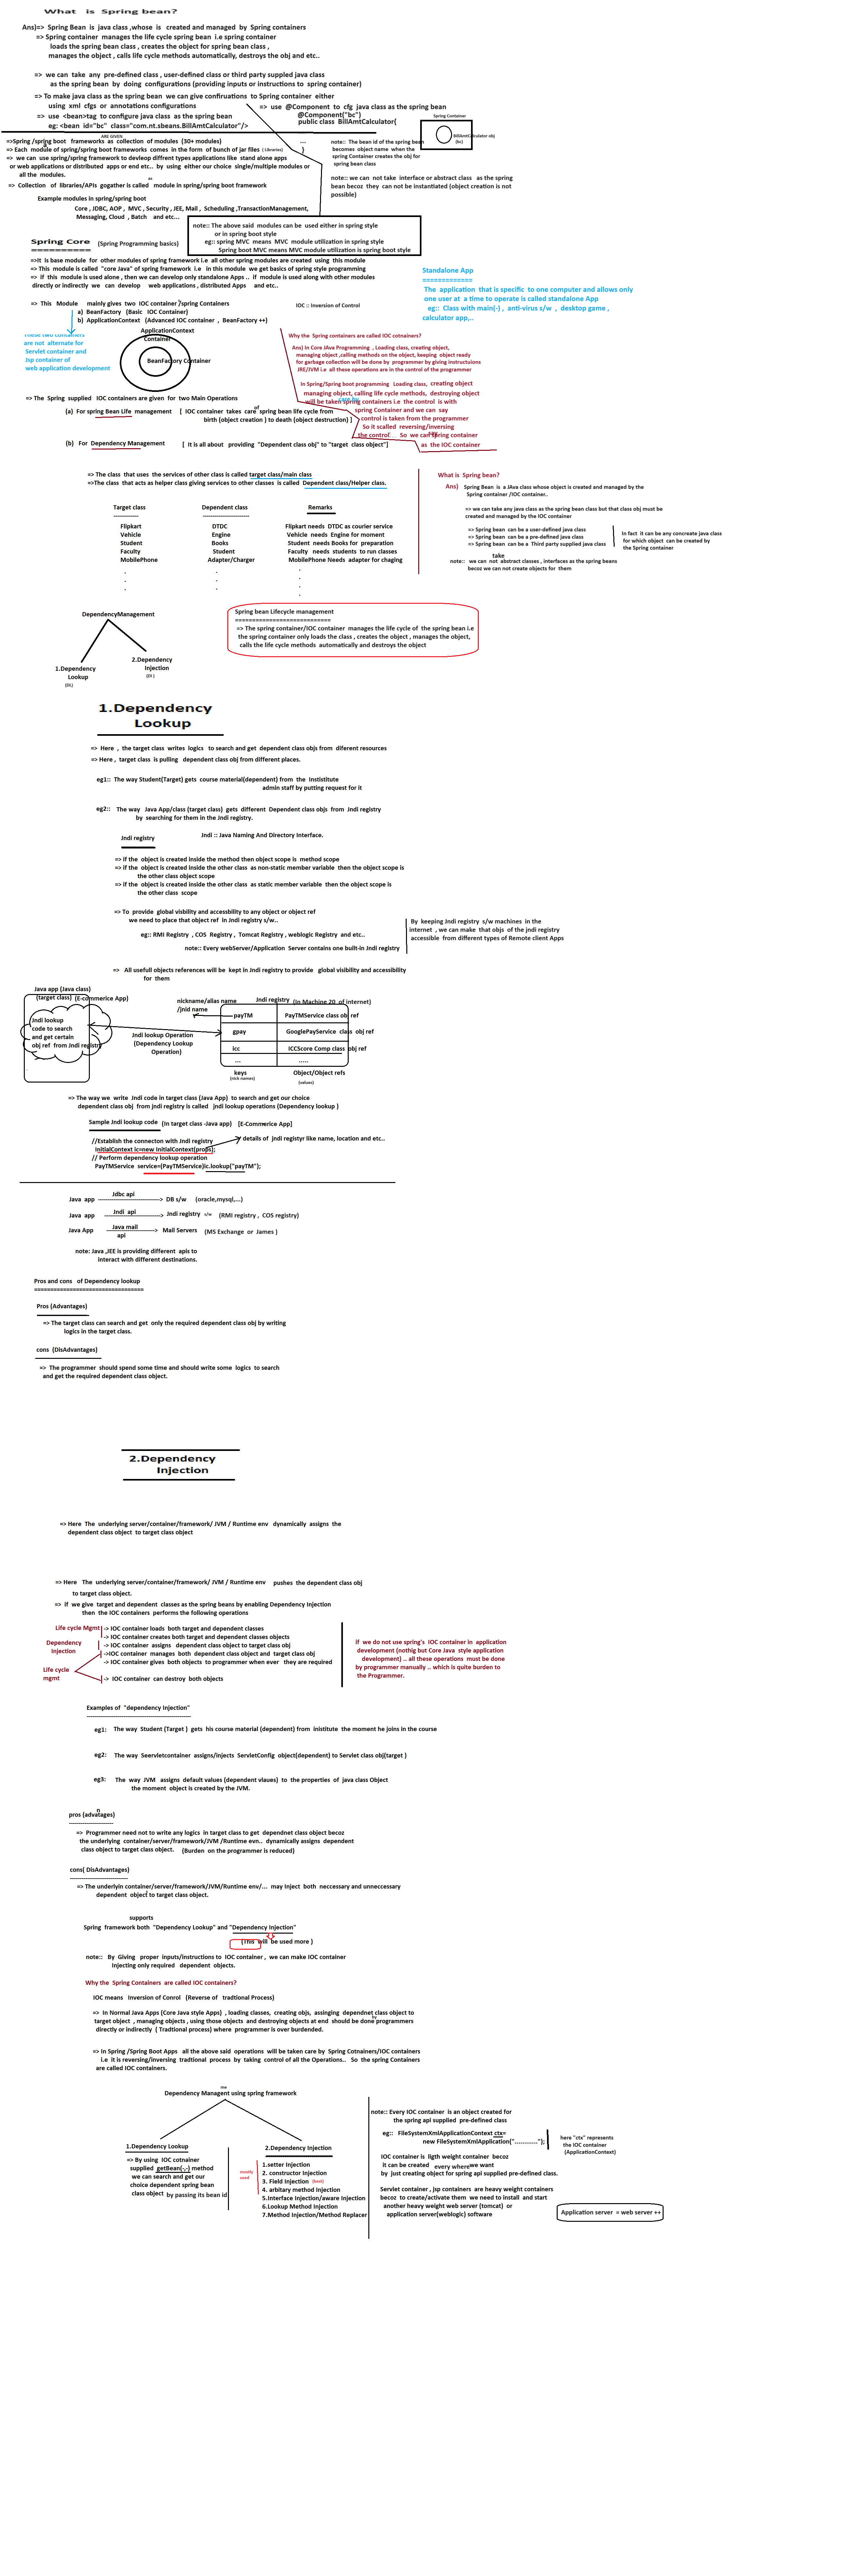 What is Spring bean?
Ans)=> Spring Bean is java class ,whose is created and managed by Spring containers
=> Spring container manages the life cycle spring bean i.e spring container
loads the spring bean class , creates the object for spring bean class ,
manages the object , calls life cycle methods automatically, destroys the obj and etc..
=> we can take any pre-defined class , user-defined class or third party suppled java class
as the spring bean by doing configurations (providing inputs or instructions to spring container)
=> To make java class as the spring bean we can give confiruations to Spring container either
using xml cfgs or annotations configurations
=> use <bean>tag to configure java class as the spring bean
eg: <bean id="bc" class="com.nt.sbeans.BillAmtCalculator"/>
=> use @Component to cfg java class as the spring bean
@Component("bc")
public class BillAmtCalculator{
...
}
Spring Container
BillAmtCalculator obj
(bc)
note:: The bean id of the spring bean
becomes object name when the
spring Container creates the obj for
spring bean class
note:: we can not take interface or abstract class as the spring
bean becoz they can not be instantiated (object creation is not
possible)
ARE GIVEN
=>Spring /spring boot frameworks as collection of modules (30+ modules)
=> Each module of spring/spring boot frameworks comes in the form of bunch of jar files ( Libraries)
=> we can use spring/spring framework to devleop diffrent types applications like stand alone apps
or web applications or distributed apps or end etc.. by using either our choice single/multiple modules or
all the modules.
as
=> Collection of libraries/APIs gogather is called module in spring/spring boot framework
Example modules in spring/spring boot
Core , JDBC, AOP , MVC , Security , JEE, Mail , Scheduling ,TransactionManagement,
Messaging, Cloud , Batch and etc...
note:: The above said modules can be used either in spring style
or in spring boot style
eg:: spring MVC means MVC module utilization in spring style
Spring boot MVC means MVC module utilization is spring boot style
Spring Core (Spring Programming basics)
==========
=>it is base module for other modules of spring framework i.e all other spring modules are created using this module
=> This module is called "core Java" of spring framework i.e in this module we get basics of spring style programming
=> if this module is used alone , then we can develop only standalone Apps .. if module is used along with other modules
directly or indirectly we can develop web applications , distributed Apps and etc..
Standalone App
=============
The application that is specific to one computer and allows only
one user at a time to operate is called standalone App
eg:: Class with main(-) , anti-virus s/w , desktop game ,
calculator app,..
=> This Module mainly gives two IOC container /spring Containers
a) BeanFactory (Basic IOC Container)
b) ApplicationContext (Advanced IOC container , BeanFactory ++)
IOC :: Inversion of Control
These two containers
are not alternate for
Servlet container and
Jsp container of
web application development
ApplicationContext
Container
BeanFactory Container
Why the Spring containers are called IOC cotnainers?
Ans) In Core JAva Programming ., Loading class, creating object,
managing object ,calling methods on the object, keeping object ready
for garbage collection will be done by programmer by giving instructuions
JRE/JVM i.e all these operations are in the control of the programmer
In Spring/Spring boot programming Loading class, creating object
managing object, calling life cycle methods, destroying object
care by
will be taken spring containers i.e the control is with
spring Container and we can say
control is taken from the programmer
So it scalled reversing/inversing
the control So we can spring container
say
as the IOC container
=> The Spring supplied IOC containers are given for two Main Operations
of
(a) For spring Bean Life management [ IOC container takes care spring bean life cycle from
birth (object creation ) to death (object destruction) ]
(b) For Dependency Management [ It is all about providing "Dependent class obj" to "target class object"]
=> The class that uses the services of other class is called target class/main class
=>The class that acts as helper class giving services to other classes is called Dependent class/Helper class.
What is Spring bean?
Ans) Spring Bean is a JAva class whose object is created and managed by the
Spring container /IOC container..
=> we can take any java class as the spring bean class but that class obj must be
created and managed by the IOC container
=> Spring bean can be a user-defined java class
=> Spring bean can be a pre-defined java class
=> Spring bean can be a Third party supplied java class
In fact it can be any concreate java class
for which object can be created by
the Spring container
take
note:: we can not abstract classes , interfaces as the spring beans
becoz we can not create objects for them
Target class Dependent class Remarks
Flipkart DTDC Flipkart needs DTDC as courier service
Vehicle Engine Vehicle needs Engine for moment
Student Books Student needs Books for preparation
Faculty Student Faculty needs students to run classes
MobilePhone Adapter/Charger MobilePhone Needs adapter for chaging
DependencyManagement
1.Dependency
Lookup
(DL)
2.Dependency
Injection
(DI )
Spring bean Lifecycle management
===========================
=> The spring container/IOC container manages the life cycle of the spring bean i.e
the spring container only loads the class , creates the object , manages the object,
calls the life cycle methods automatically and destroys the object
1.Dependency
Lookup
=> Here , the target class writes logics to search and get dependent class objs from diferent resources
=> Here , target class is pulling dependent class obj from different places.
eg1:: The way Student(Target) gets course material(dependent) from the Instistitute
admin staff by putting request for it
eg2:: The way Java App/class (target class) gets different Dependent class objs from Jndi registry
by searching for them in the Jndi registry.
Jndi registry
Jndi :: Java Naming And Directory Interface.
=> if the object is created inside the method then object scope is method scope
=> if the object is created inside the other class as non-static member variable then the object scope is
the other class object scope
=> if the object is created inside the other class as static member variable then the object scope is
the other class scope
=> To provide global visbility and accessbility to any object or object ref
we need to place that object ref in Jndi registry s/w..
eg:: RMI Registry , COS Registry , Tomcat Registry , weblogic Registry and etc..
note:: Every webServer/Application Server contains one built-in Jndi registry
By keeping Jndi registry s/w machines in the
internet , we can make that objs of the jndi registry
accessible from different types of Remote client Apps
=> All usefull objects references will be kept in Jndi registry to provide global visibility and accessibility
for them
Java app (Java class)
(target class) (E-commerice App)
Jndi lookup
code to search
and get certain
obj ref from Jndi registry
nickname/alias name
/jnid name
Jndi registry (In Machine 20 of internet)
Jndi lookup Operation
(Dependency Lookup
Operation)
payTM PayTMService class ob ref
gpay GooglePayService class obj ref
icc ICCScore Comp class obj ref
... .....
keys
(nick names)
Object/Object refs
(values)
=> The way we write Jndi code in target class (Java App) to search and get our choice
dependent class obj from jndi registry is called jndi lookup operations (Dependency lookup )
Sample Jndi lookup code (In target class -Java app) [E-Commerce App]
//Establish the connecton with Jndi registry
details of jndi registyr like name, location and etc..
InitialContext ic=new InitialContext(props);
// Perform dependency lookup operation
PayTMService service=(PayTMService)ic.lookup("payTM");
Java app Jdbc api -----> DB s/w (oracle,mysql,...)
Java app Jndi api -----> Jndi registry s/w (RMI registry , COS registry)
Java App Java mail api -----> Mail Servers (MS Exchange or James )
note: Java ,JEE is providing different apis to
interact with different destinations.
Pros and cons of Dependency lookup
==================================
Pros (Advantages)
=> The target class can search and get only the required dependent class obj by writing
logics in the target class.
cons (DisAdvantages)
=> The programmer should spend some time and should write some logics to search
and get the required dependent class object.
2.Dependency
Injection
=> Here The underlying server/container/framework/ JVM / Runtime env dynamically assigns the
dependent class object to target class object
=> Here The underlying server/container/framework/ JVM / Runtime env pushes the dependent class obj
to target class object.
=> if we give target and dependent classes as the spring beans by enabling Dependency Injection
then the IOC containers performs the following operations
Life cycle Mgmt
-> IOC container loads both target and dependent classes
-> IOC container creates both target and dependent classes objects
Dependency
Injection
-> IOC container assigns dependent class object to target class obj
->IOC container manages both dependent class object and target class obj
-> IOC container gives both objects to programmer when ever they are required
Life cycle
mgmt
-> IOC container can destroy both objects
If we do not use spring's IOC container in application
development (nothig but Core Java style application
development) .. all these operations must be done
by programmer manually .. which is quite burden to
the Programmer.
Examples of "dependency Injection"
eg1: The way Student (Target ) gets his course material (dependent) from inistitute the moment he joins in the course
eg2: The way Seervletcontainer assigns/injects ServletConfig object(dependent) to Servlet class obj(target )
eg3: The way JVM assigns default values (dependent vlaues) to the properties of java class Object
the moment object is created by the JVM.
n
pros (advatages)
=> Programmer need not to write any logics in target class to get dependnet class object becoz
the underlying container/server/framework/JVM /Runtime evn.. dynamically assigns dependent
class object to target class object. (Burden on the programmer is reduced)
cons( DisAdvantages)
=> The underlyin container/server/framework/JVM/Runtime env/... may Inject both neccessary and unneccessary
dependent object to target class object.
supports
Spring framework both "Dependency Lookup" and "Dependency Injection"
(This will be used more )
note:: By Giving proper inputs/instructions to IOC container , we can make IOC container
Injecting only required dependent objects.
Why the Spring Containers are called IOC containers?
IOC means Inversion of Conrol (Reverse of tradtional Process)
=> In Normal Java Apps (Core Java style Apps) , loading classes, creating objs, assinging dependnet class object to
target object , managing objects , using those objects and destroying objects at end should be done programmers
by
directly or indirectly ( Tradtional process) where programmer is over burdended.
=> In Spring /Spring Boot Apps all the above said operations will be taken care by Spring Cotnainers/IOC containers
i.e it is reversing/inversing tradtional process by taking control of all the Operations.. So the spring Containers
are called IOC containers.
me
Dependency Managent using spring framework
1.Dependency Lookup
=> By using IOC cotnainer
supplied getBean(-,-) method
we can search and get our
choice dependent spring bean
class object by passing its bean id
2.Dependency Injection
mostly
used
1.setter Injection
2. constructor Injection
3. Field Injection (best)
4. arbitary method Injection
5.Interface Injection/aware Injection
6.Lookup Method Injection
7.Method Injection/Method Replacer
note:: Every IOC container is an object created for
the spring api supplied pre-defined class
eg:: FileSystemXmlApplicationContext ctx=
new FileSystemXmlApplication("............");
here "ctx" represents
the IOC container
(ApplicationContext)
IOC container is ligth weight container becoz
it can be created every where we want
by just creating object for spring api supplied pre-defined class.
Servlet container , jsp containers are heavy weight containers
becoz to create/activate them we need to install and start
another heavy weight web server (tomcat) or
application server(weblogic) software
Application server = web server ++